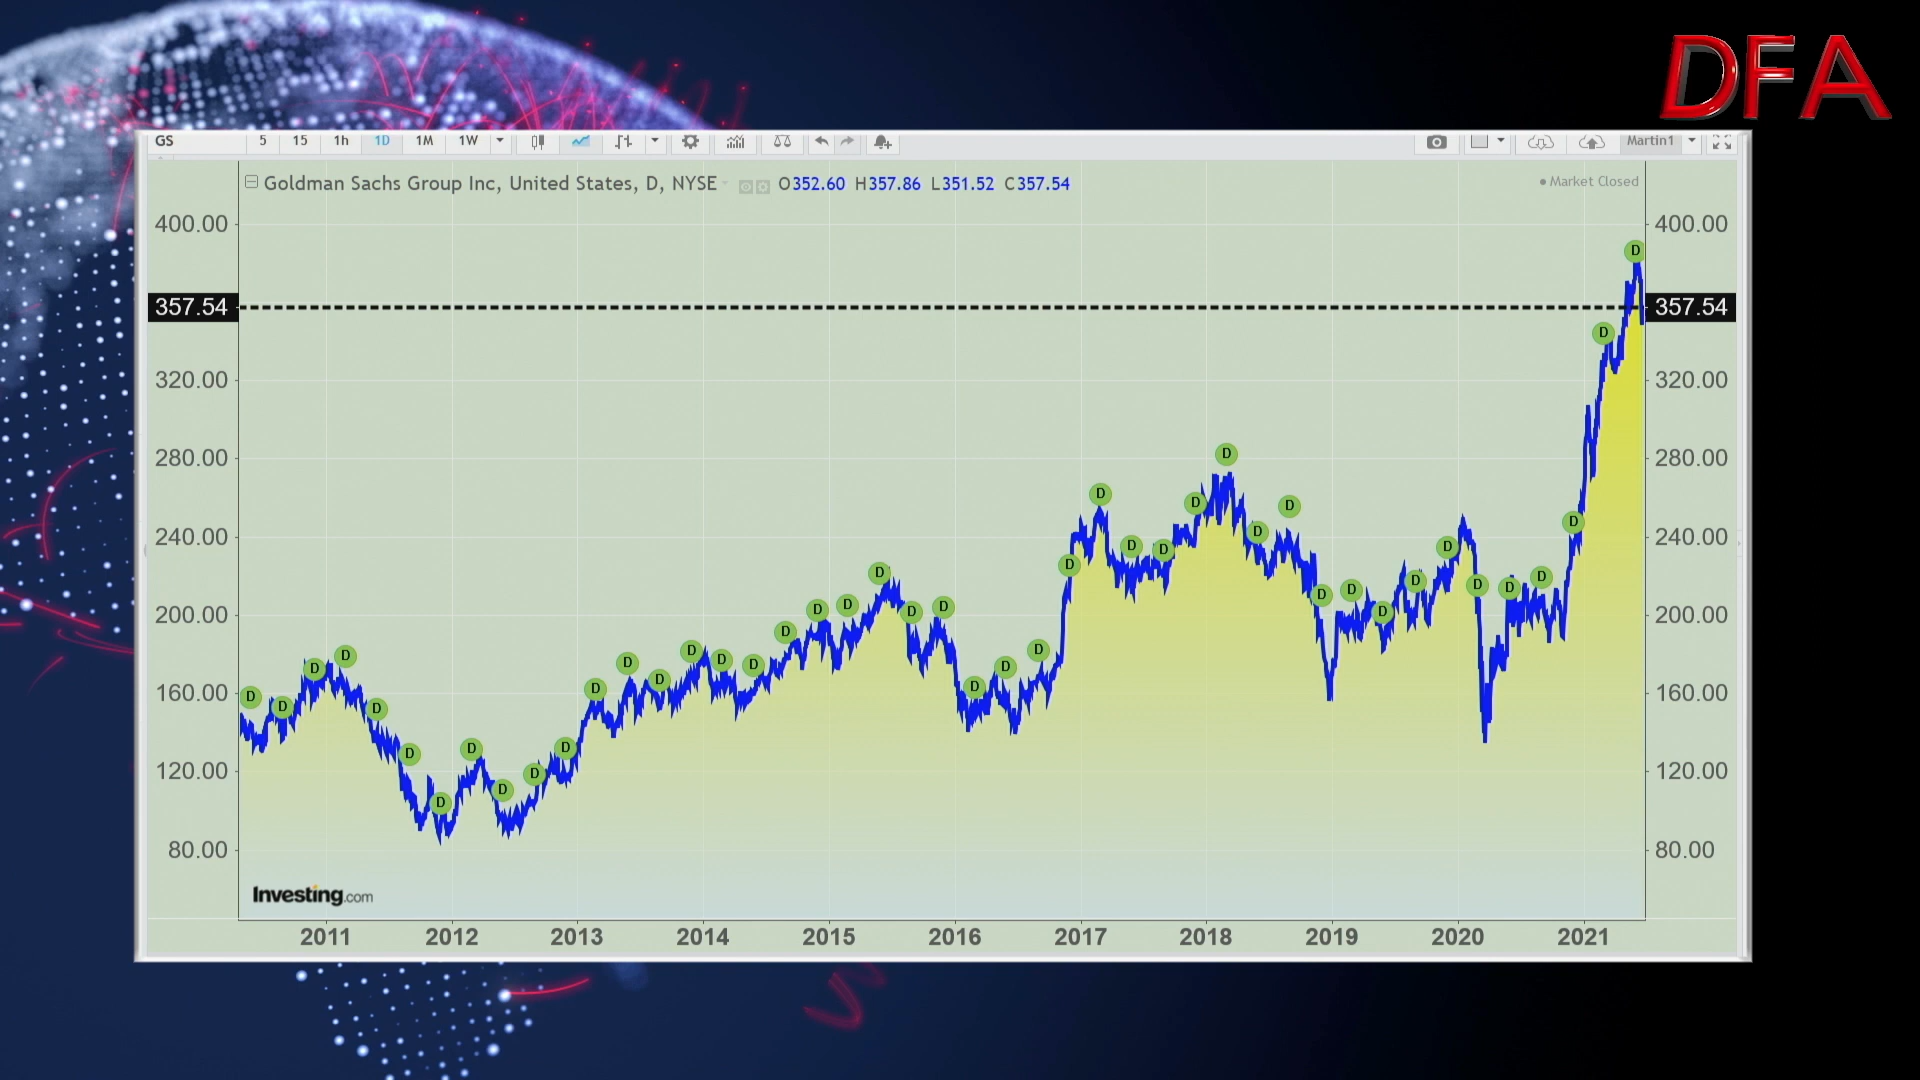 DFA
GS 5 15 1h 1D 1M 1W Martin1
Goldman Sachs Group Inc, United States, D, NYSE O352.60 H357.86 L351.52 C357.54
Market Closed
400.00 400.00
357.54 357.54
320.00 320.00
280.00 280.00
240.00 240.00
200.00 200.00
160.00 160.00
120.00 120.00
80.00 80.00
D D D D D D D D D D D D D D D D D D D D D D D D D D D D D D D D D D D D D D D D D D D D D
Investing.com
2011 2012 2013 2014 2015 2016 2017 2018 2019 2020 2021